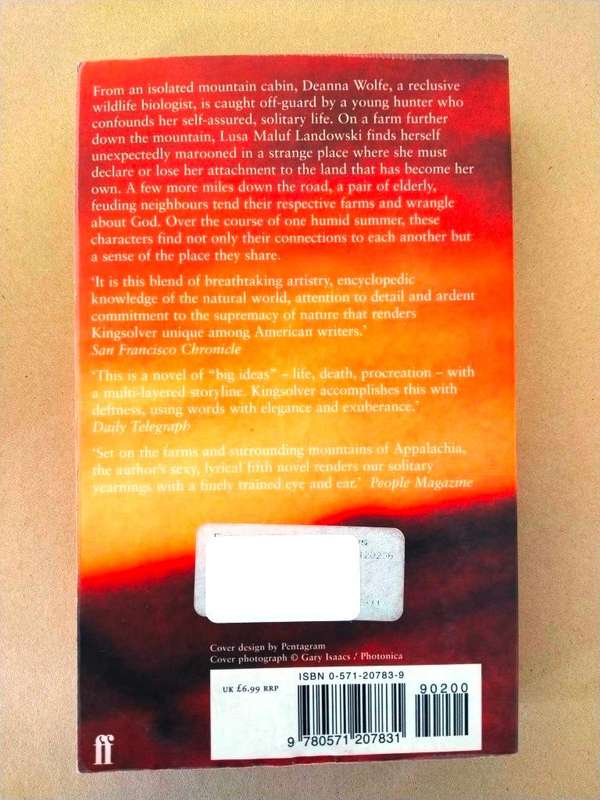 From an isolated mountain cabin, Deanna Wolfe, a reclusive
wildlife biologist, is caught off-guard by a young hunter who
confounds her self-assured, solitary life. On a farm further
down the mountain, Lusa Maluf Landowski finds herself
unexpectedly marooned in a strange place where she must
declare or lose her attachment to the land that has become her
own. A few more miles down the road, a pair of elderly,
feuding neighbours tend their respective farms and wrangle
about God. Over the course of one humid summer, these
characters find not only their connections to each another but
a sense of the place they share.
‘It is this blend of breathtaking artistry, encyclopedic
knowledge of the natural world, attention to detail and ardent
commitment to the supremacy of nature that renders
Kingsolver unique among American writers.’
San Francisco Chronicle
‘This is a novel of “big ideas” – life, death, procreation – with
a multi-layered storyline. Kingsolver accomplishes this with
deftness, using words with elegance and exuberance.’
Daily Telegraph
‘Set on the farms and surrounding mountains of Appalachia,
the author’s sexy, lyrical fifth novel renders our solitary
yearnings with a finely trained eye and ear.’ People Magazine
Cover design by Pentagram
Cover photograph © Gary Isaacs / Photonica
UK £6.99 RRP
ISBN 0-571-20783-9
90200
9 780571 207831
ff